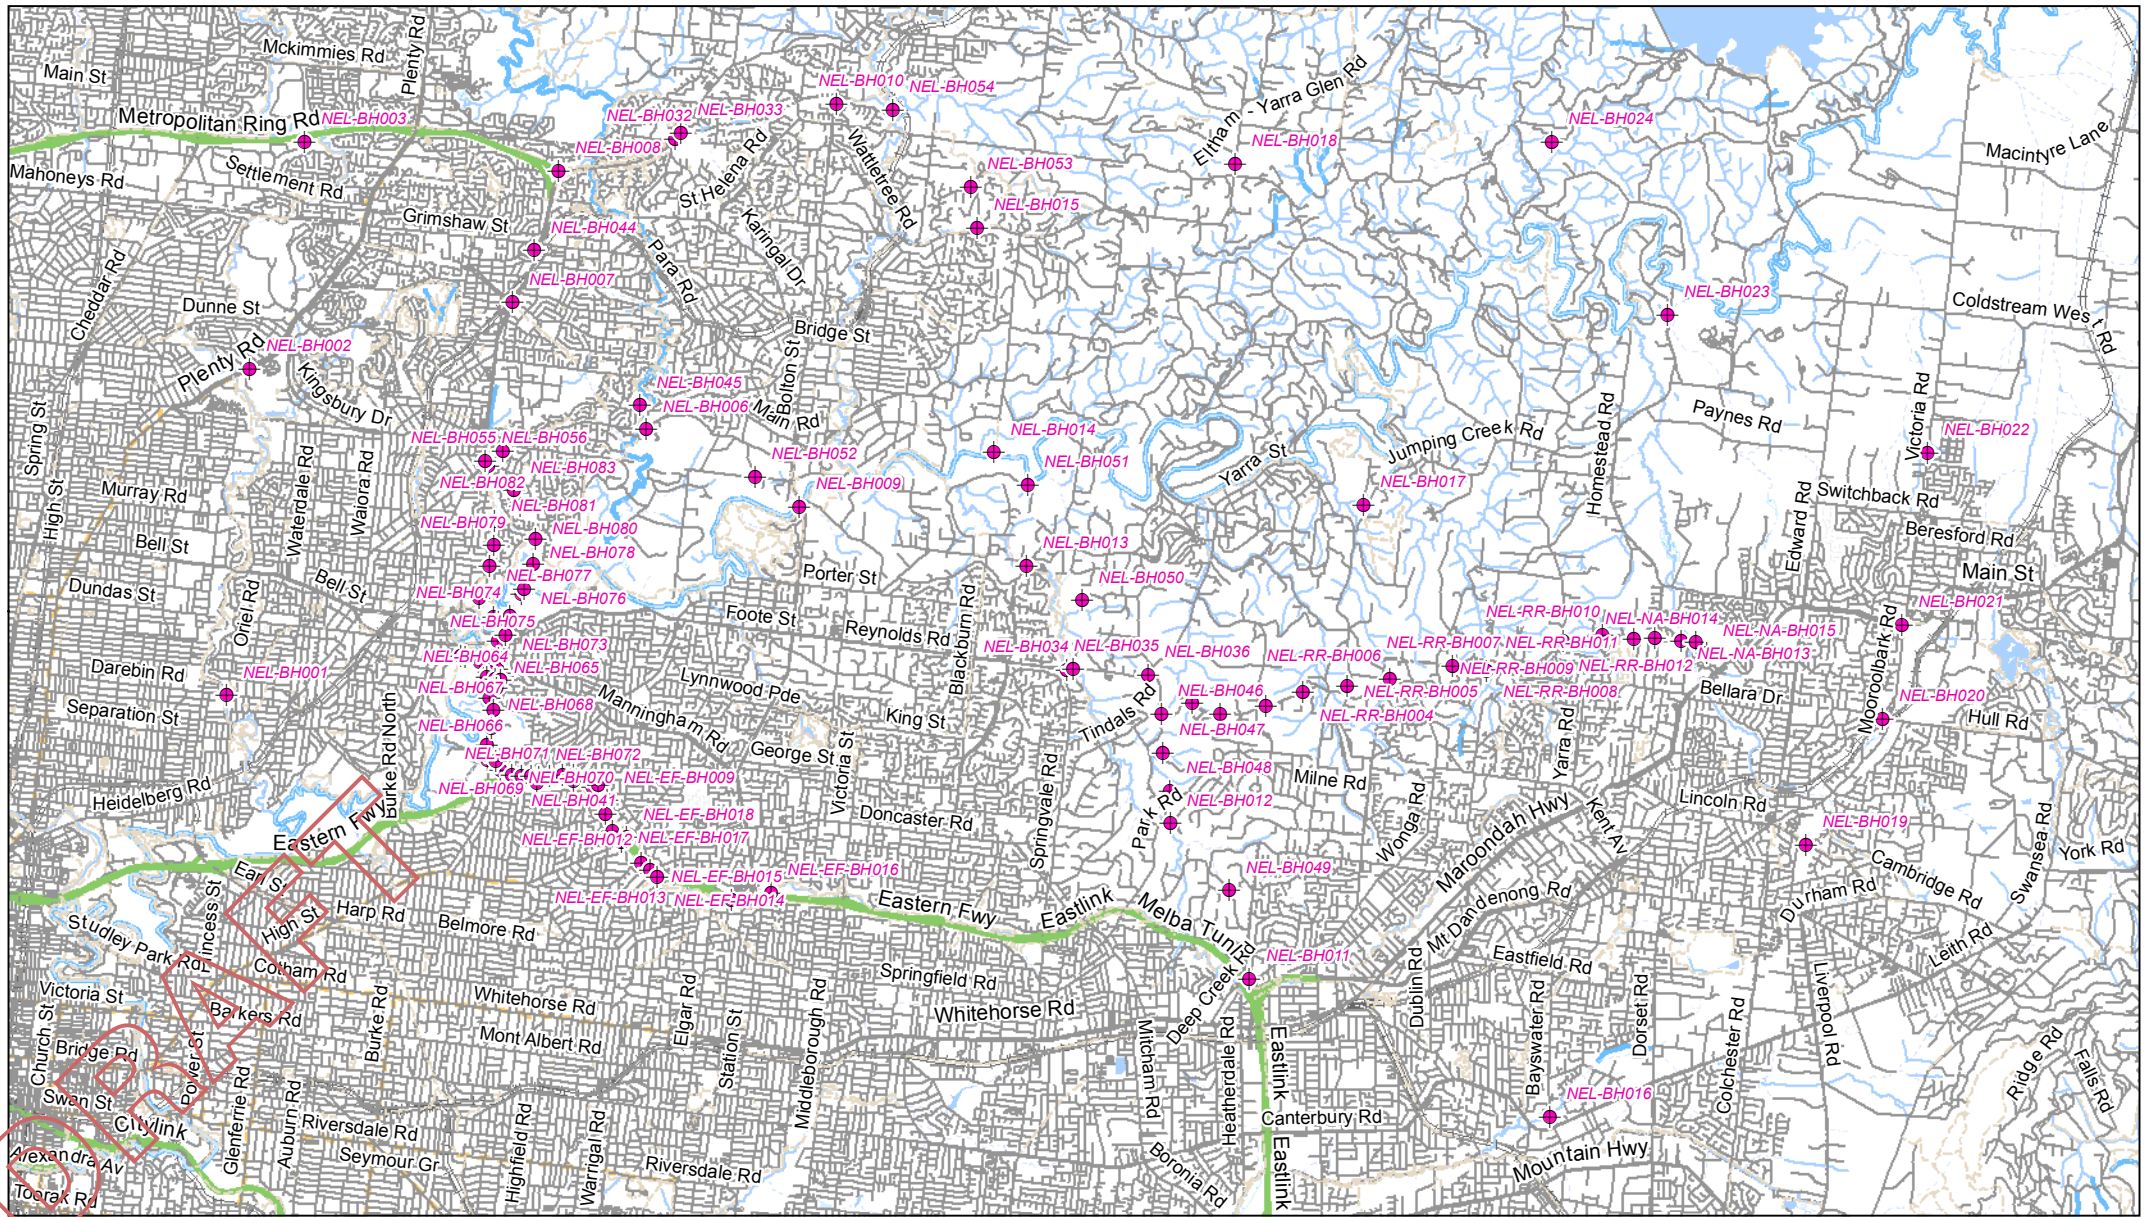 Mckimmies Rd
Plenty Rd
Main St
Metropolitan Ring Rd
NEL-BH003
NEL-BH010
NEL-BH054
NEL-BH032
NEL-BH033
NEL-BH008
Eltham - Yarra Glen Rd
NEL-BH018
NEL-BH024
Macintyre Lane
Mahoneys Rd
Settlement Rd
St Helena Rd
Wattletree Rd
NEL-BH053
NEL-BH015
Grimshaw St
NEL-BH044
Karingal Dr
Para Rd
Cheddar Rd
NEL-BH007
NEL-BH023
Coldstream West Rd
Dunne St
Bridge St
NEL-BH002
Plenty Rd
Kingsbury Dr
Bolton St
NEL-BH045
NEL-BH006
Main Rd
Spring St
Homestead Rd
Paynes Rd
Victoria Rd
NEL-BH022
NEL-BH014
NEL-BH055
NEL-BH056
NEL-BH052
NEL-BH051
Yarra St
Jumping Creek Rd
NEL-BH083
NEL-BH082
NEL-BH009
NEL-BH017
High St
Murray Rd
Waterdale Rd
Waiora Rd
NEL-BH081
Switchback Rd
Edward Rd
NEL-BH079
NEL-BH080
Beresford Rd
Bell St
NEL-BH078
NEL-BH013
Main St
Dundas St
Bell St
NEL-BH077
Porter St
NEL-BH050
NEL-BH074
NEL-BH076
Oriel Rd
Foote St
Reynolds Rd
Blackburn Rd
NEL-RR-BH010
NEL-NA-BH014
NEL-BH021
NEL-BH075
NEL-BH073
NEL-BH034
NEL-BH035
NEL-BH036
NEL-RR-BH007
NEL-RR-BH011
NEL-NA-BH015
NEL-NA-BH013
Mooroolbark Rd
NEL-BH064
NEL-BH065
NEL-RR-BH006
NEL-RR-BH009
NEL-RR-BH012
Darebin Rd
NEL-BH001
NEL-BH067
Lynnwood Pde
NEL-BH046
NEL-RR-BH005
NEL-RR-BH008
Bellara Dr
NEL-BH020
Separation St
NEL-BH068
Manningham Rd
King St
Tindals Rd
NEL-RR-BH004
Hull Rd
NEL-BH066
NEL-BH047
Burke Rd North
NEL-BH071
NEL-BH072
George St
Victoria St
Yarra Rd
NEL-BH070
NEL-EF-BH009
NEL-BH048
Milne Rd
Heidelberg Rd
NEL-BH069
NEL-BH041
Springvale Rd
NEL-BH012
Lincoln Rd
Eastern Fwy
NEL-EF-BH018
Doncaster Rd
Park Rd
Wonga Rd
Maroondah Hwy
Kent Av
NEL-BH019
NEL-EF-BH012
NEL-EF-BH017
Swansea Rd
York Rd
Earl St
NEL-EF-BH015
NEL-EF-BH016
NEL-BH049
Cambridge Rd
NEL-EF-BH013
NEL-EF-BH014
Durham Rd
Princess St
High St
Harp Rd
Eastern Fwy
Eastlink
Melba Tun
Mt Dandenong Rd
Studley Park Rd
Belmore Rd
Leith Rd
Cotham Rd
Springfield Rd
Deep Creek Rd
NEL-BH011
Eastfield Rd
Dublin Rd
Liverpool Rd
Victoria St
Barkers Rd
Whitehorse Rd
Whitehorse Rd
Bayswater Rd
Dorset Rd
Colchester Rd
Church St
Bridge Rd
Burke Rd
Mont Albert Rd
Elgar Rd
Station St
Middleborough Rd
Mitcham Rd
Heatherdale Rd
Eastlink
Ridge Rd
Falls Rd
Power St
Swan St
Citylink
Glenferrie Rd
Auburn Rd
Riversdale Rd
Highfield Rd
Warrigal Rd
Canterbury Rd
NEL-BH016
Alexandra Av
Seymour Gr
Riversdale Rd
Boronia Rd
Eastlink
Mountain Hwy
Toorak Rd
DRAFT